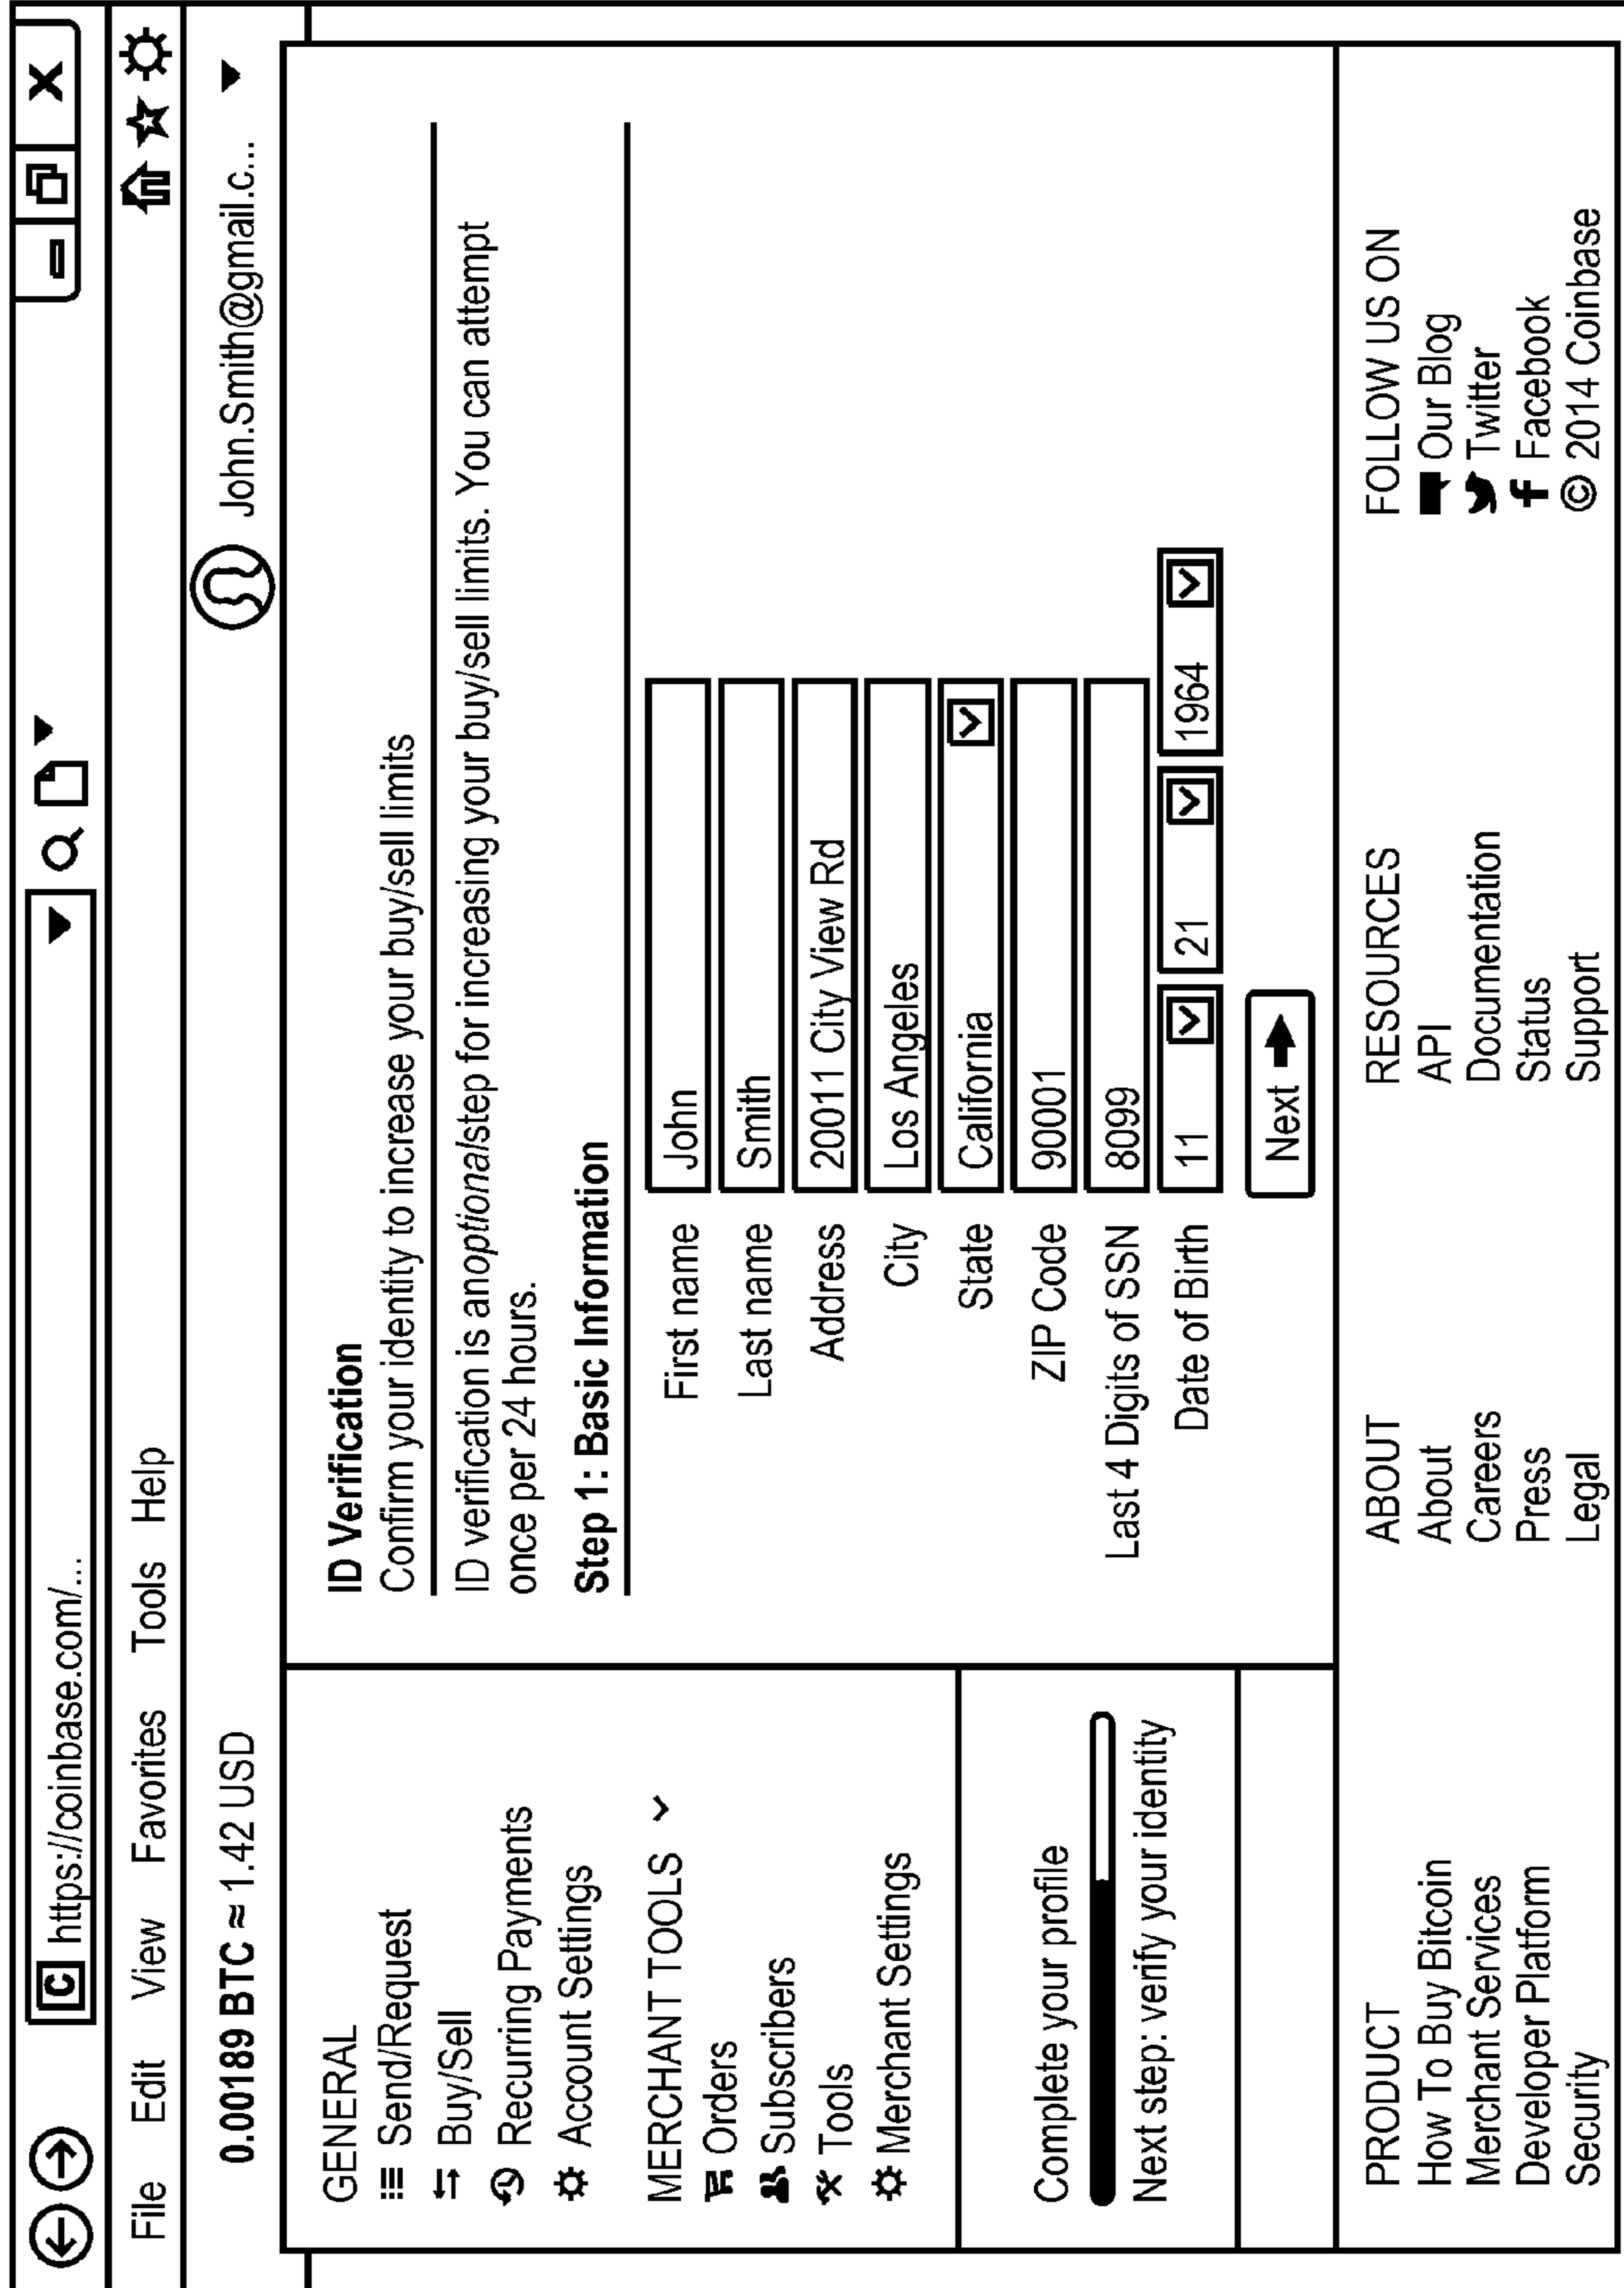 C https://coinbase.com/...
X
File Edit View Favorites Tools Help
0.00189 BTC ≈ 1.42 USD
John.Smith@gmail.c...
GENERAL
Send/Request
Buy/Sell
Recurring Payments
Account Settings
MERCHANT TOOLS
Orders
Subscribers
Tools
Merchant Settings
Complete your profile
Next step: verify your identity
ID Verification
Confirm your identity to increase your buy/sell limits
ID verification is anoptionalstep for increasing your buy/sell limits. You can attempt
once per 24 hours.
Step 1: Basic Information
First name John
Last name Smith
Address 20011 City View Rd
City Los Angeles
State California
ZIP Code 90001
Last 4 Digits of SSN 8099
Date of Birth 11 21 1964
Next
PRODUCT
How To Buy Bitcoin
Merchant Services
Developer Platform
Security
ABOUT
About
Careers
Press
Legal
RESOURCES
API
Documentation
Status
Support
FOLLOW US ON
Our Blog
Twitter
f Facebook
© 2014 Coinbase